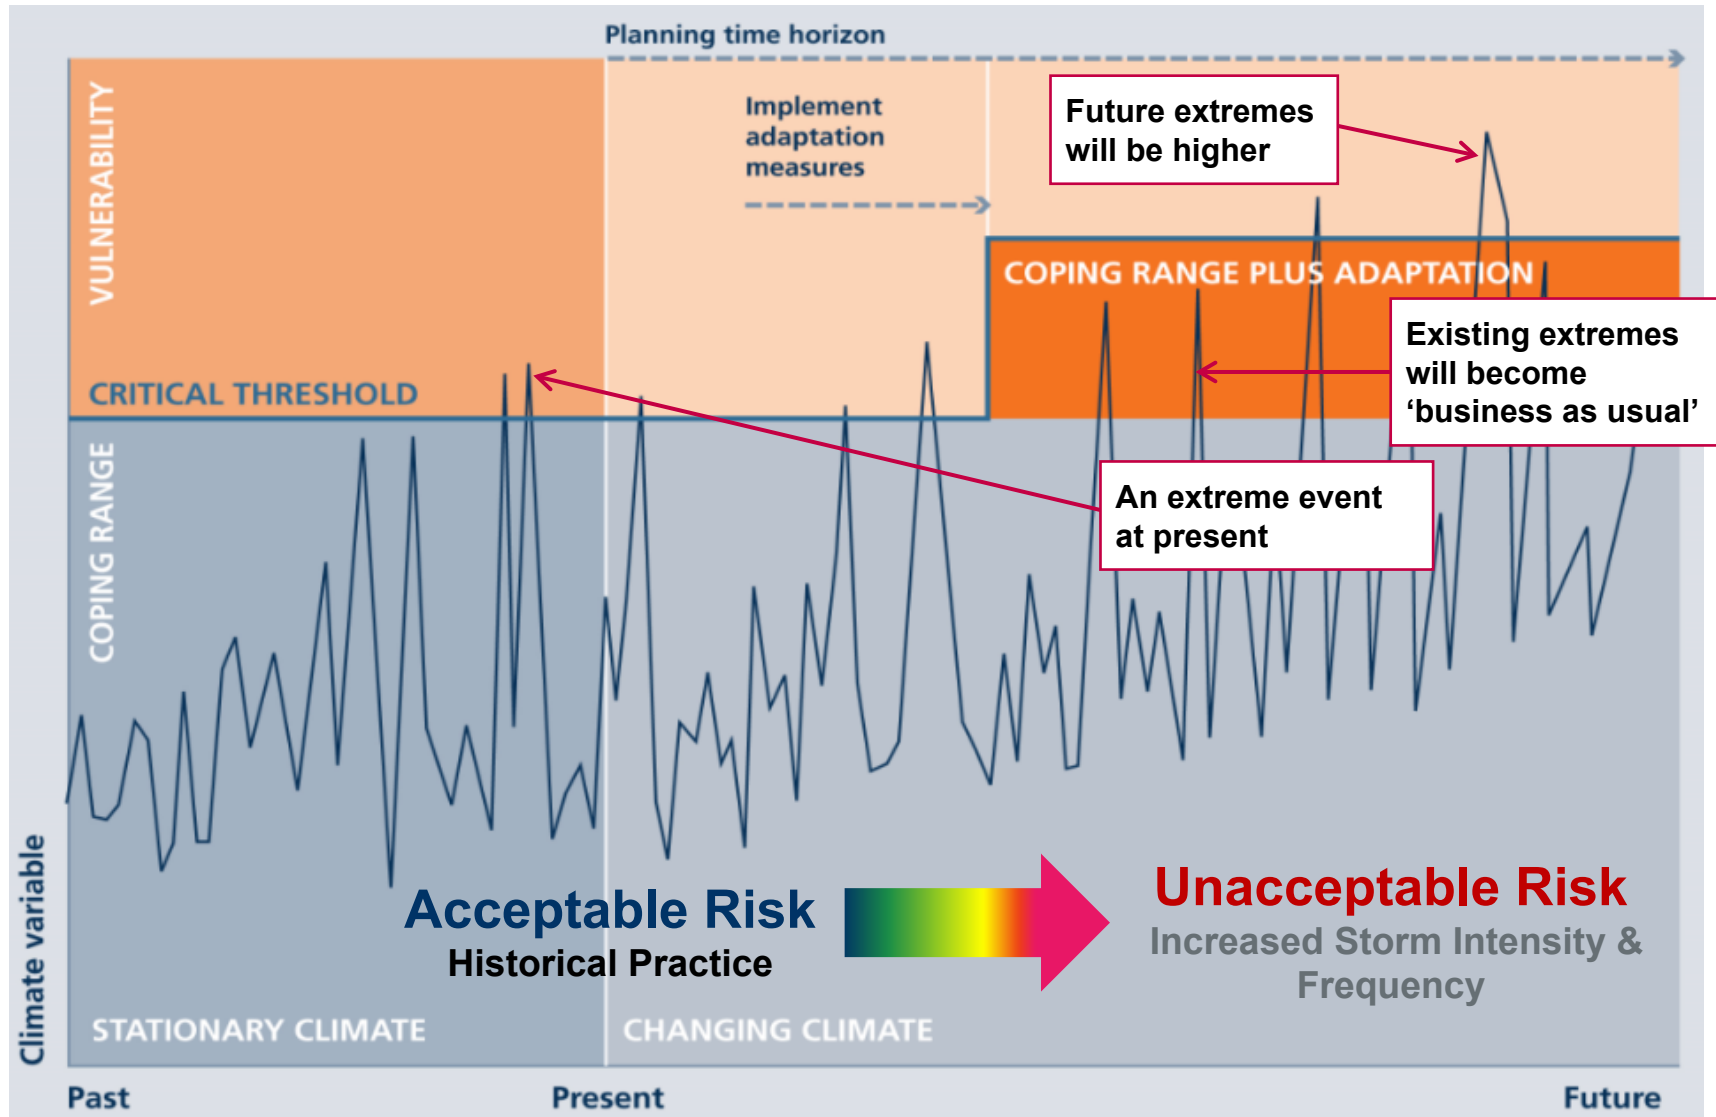 Planning time horizon
VULNERABILITY
Implement
adaptation
measures
Future extremes
will be higher
COPING RANGE PLUS ADAPTATION
Existing extremes
will become
‘business as usual’
CRITICAL THRESHOLD
COPING RANGE
An extreme event
at present
Climate variable
Acceptable Risk
Historical Practice
Unacceptable Risk
Increased Storm Intensity &
Frequency
STATIONARY CLIMATE
CHANGING CLIMATE
Past
Present
Future